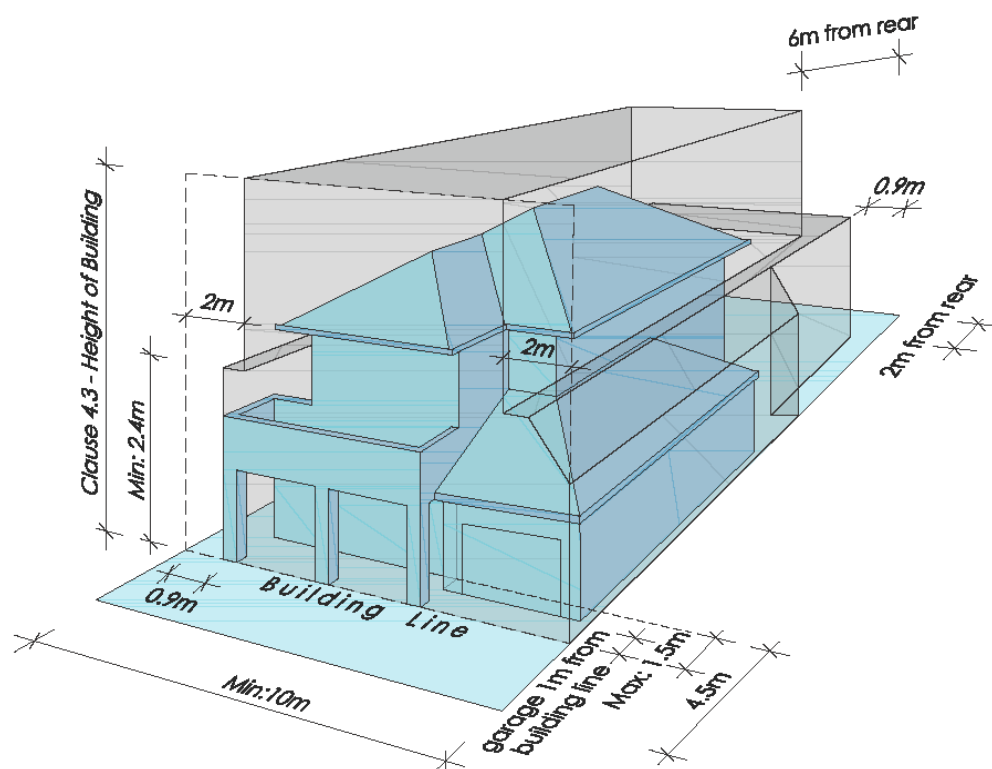 6m from rear
0.9m
Clause 4.3 - Height of Building
2m
2m from rear
2m
Min: 2.4m
0.9m
Building Line
garage 1m from
building line
Max: 1.5m
4.5m
Min:10m